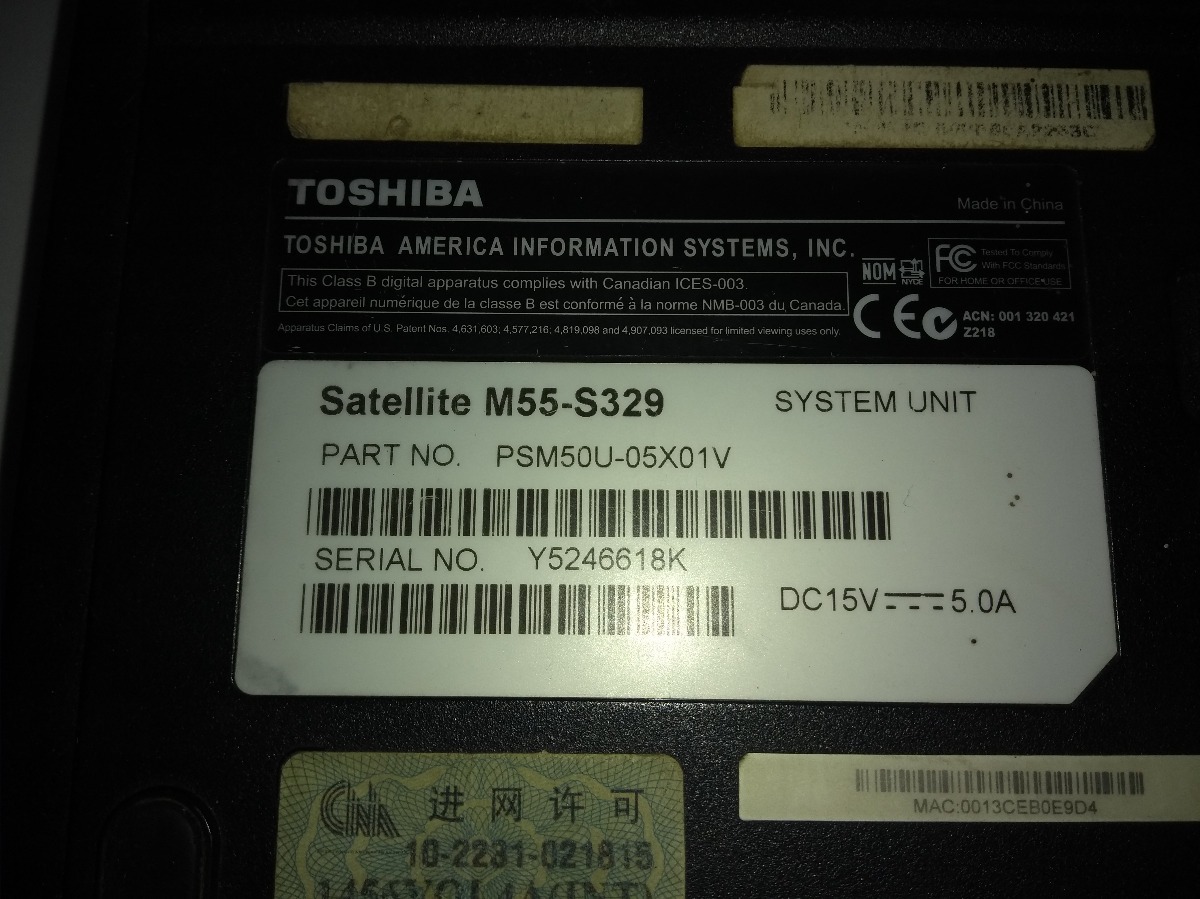 TOSHIBA
Made in China
TOSHIBA AMERICA INFORMATION SYSTEMS, INC.
NOM
NYCE
FC
Tested To Comply
With FCC Standards
FOR HOME OR OFFICE USE
This Class B digital apparatus complies with Canadian ICES-003.
Cet appareil numérique de la classe B est conformé à la norme NMB-003 du Canada.
Apparatus Claims of U.S. Patent Nos. 4,631,603; 4,577,216; 4,819,098 and 4,907,093 licensed for limited viewing uses only.
CE
ACN: 001 320 421
Z218
Satellite M55-S329
SYSTEM UNIT
PART NO. PSM50U-05X01V
SERIAL NO. Y5246618K
DC15V 5.0A
CNA 进网许可
10-2231-021815
MAC:0013CEB0E9D4